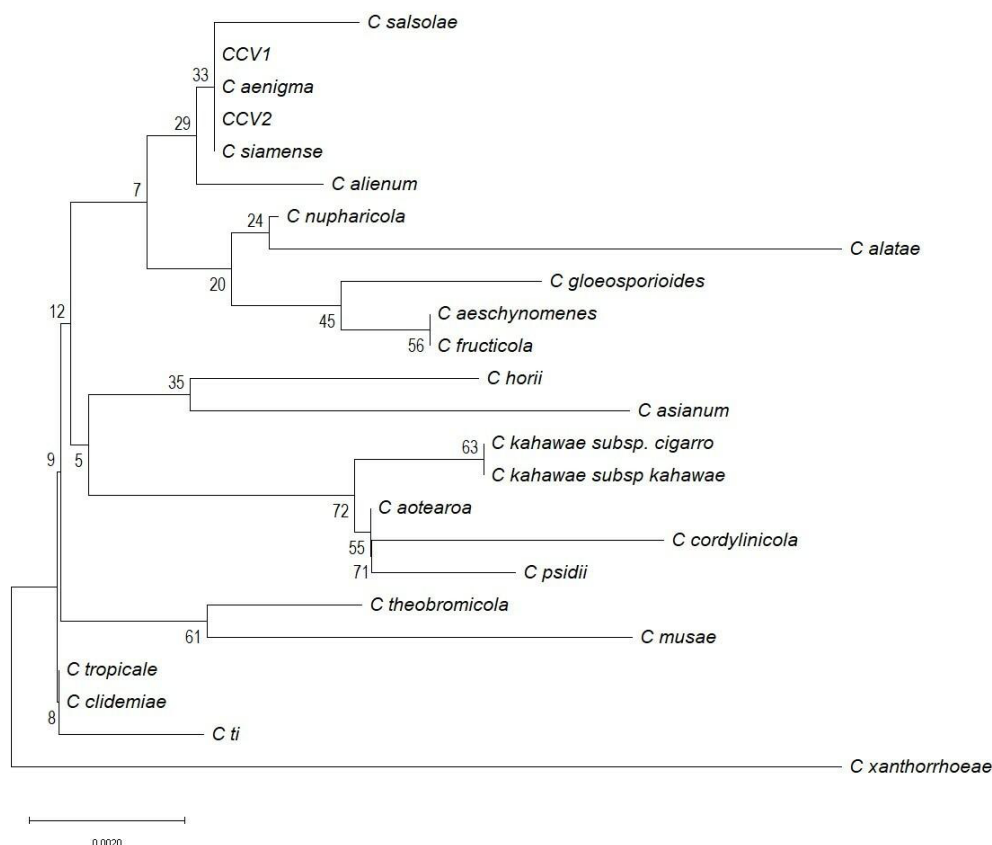 C salsolae
CCV1
33
C aenigma
CCV2
29
C siamense
C alienum
7
C nupharicola
24
C alatae
20
C gloeosporioides
12
C aeschynomenes
45
56
C fructicola
35
C horii
C asianum
9
5
63
C kahawae subsp. cigarro
C kahawae subsp kahawae
72
C aotearoa
55
C cordylinicola
71
C psidii
C theobromicola
61
C musae
C tropicale
C clidemiae
8
C ti
C xanthorrhoeae
0.0020